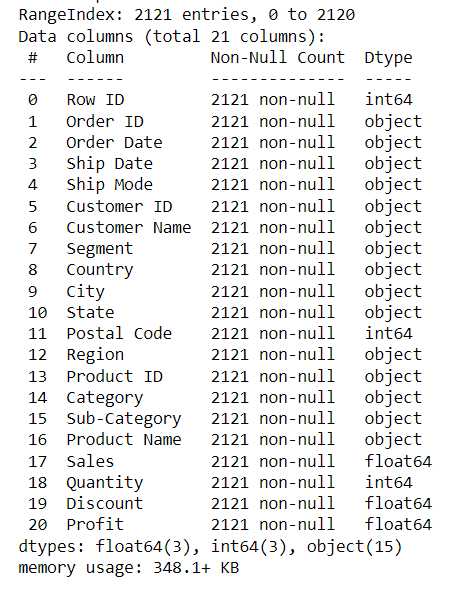 RangeIndex: 2121 entries, 0 to 2120
Data columns (total 21 columns):
 #   Column         Non-Null Count  Dtype
---  ------         --------------  -----
 0   Row ID         2121 non-null   int64
 1   Order ID       2121 non-null   object
 2   Order Date     2121 non-null   object
 3   Ship Date      2121 non-null   object
 4   Ship Mode      2121 non-null   object
 5   Customer ID    2121 non-null   object
 6   Customer Name  2121 non-null   object
 7   Segment        2121 non-null   object
 8   Country        2121 non-null   object
 9   City           2121 non-null   object
 10  State          2121 non-null   object
 11  Postal Code    2121 non-null   int64
 12  Region         2121 non-null   object
 13  Product ID     2121 non-null   object
 14  Category       2121 non-null   object
 15  Sub-Category   2121 non-null   object
 16  Product Name   2121 non-null   object
 17  Sales          2121 non-null   float64
 18  Quantity       2121 non-null   int64
 19  Discount       2121 non-null   float64
 20  Profit         2121 non-null   float64
dtypes: float64(3), int64(3), object(15)
memory usage: 348.1+ KB